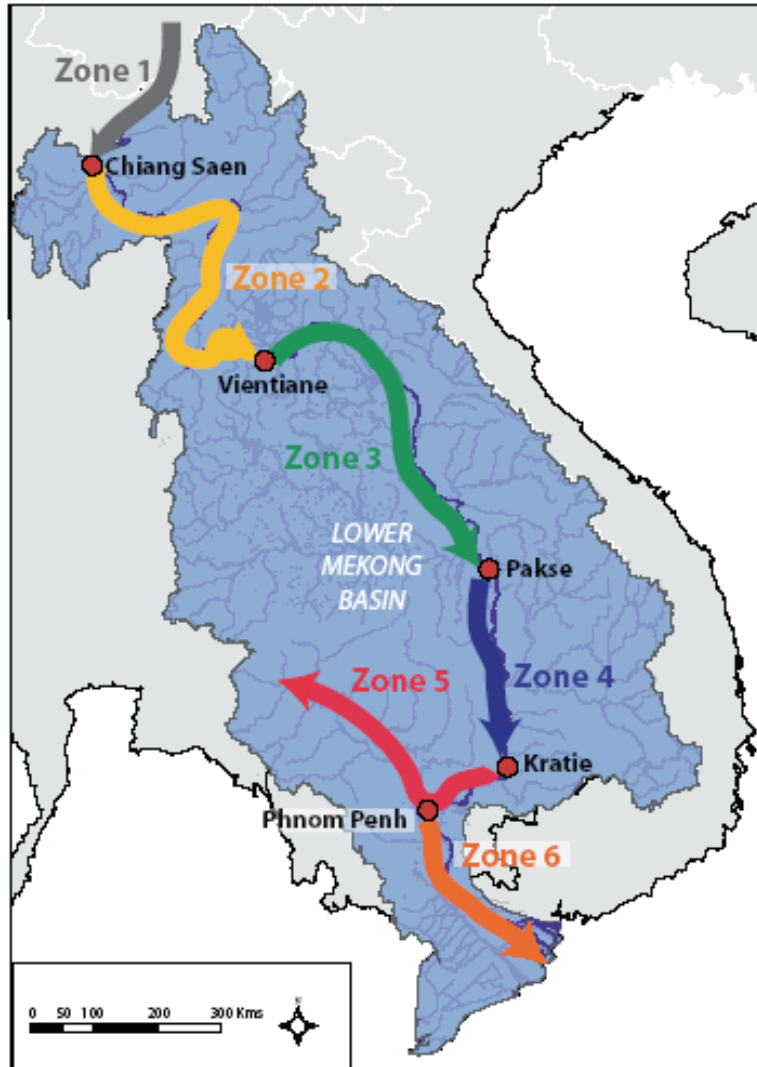 Zone 1
Chiang Saen
Zone 2
Vientiane
Zone 3
LOWER
MEKONG
BASIN
Pakse
Zone 5
Zone 4
Kratie
Phnom Penh
Zone 6
0 50 100 200 300 Kms
N